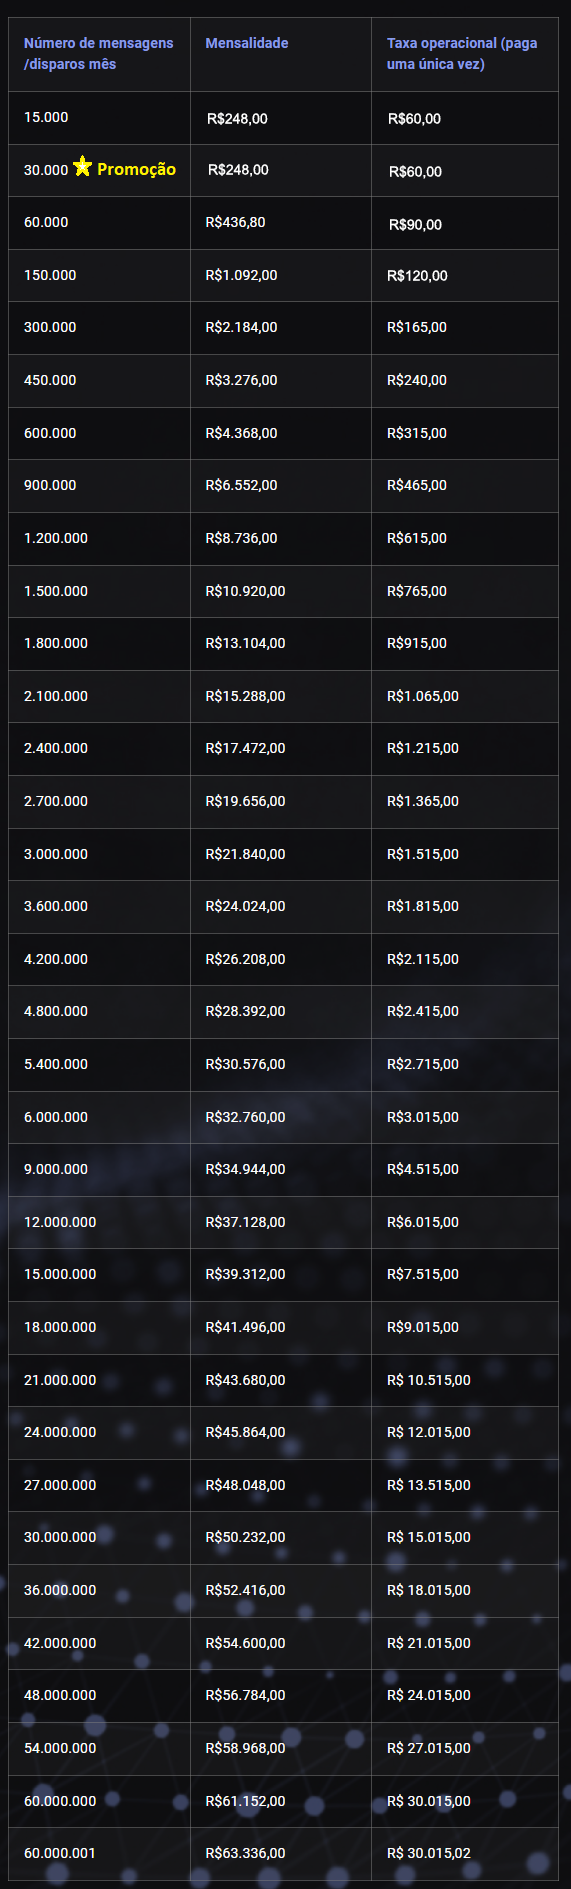 Número de mensagens Mensalidade Taxa operacional (paga
/disparos mês uma única vez)
15.000 R$248,00 R$60,00
30.000 Promoção R$248,00 R$60,00
60.000 R$436,80 R$90,00
150.000 R$1.092,00 R$120,00
300.000 R$2.184,00 R$165,00
450.000 R$3.276,00 R$240,00
600.000 R$4.368,00 R$315,00
900.000 R$6.552,00 R$465,00
1.200.000 R$8.736,00 R$615,00
1.500.000 R$10.920,00 R$765,00
1.800.000 R$13.104,00 R$915,00
2.100.000 R$15.288,00 R$1.065,00
2.400.000 R$17.472,00 R$1.215,00
2.700.000 R$19.656,00 R$1.365,00
3.000.000 R$21.840,00 R$1.515,00
3.600.000 R$24.024,00 R$1.815,00
4.200.000 R$26.208,00 R$2.115,00
4.800.000 R$28.392,00 R$2.415,00
5.400.000 R$30.576,00 R$2.715,00
6.000.000 R$32.760,00 R$3.015,00
9.000.000 R$34.944,00 R$4.515,00
12.000.000 R$37.128,00 R$6.015,00
15.000.000 R$39.312,00 R$7.515,00
18.000.000 R$41.496,00 R$9.015,00
21.000.000 R$43.680,00 R$ 10.515,00
24.000.000 R$45.864,00 R$ 12.015,00
27.000.000 R$48.048,00 R$ 13.515,00
30.000.000 R$50.232,00 R$ 15.015,00
36.000.000 R$52.416,00 R$ 18.015,00
42.000.000 R$54.600,00 R$ 21.015,00
48.000.000 R$56.784,00 R$ 24.015,00
54.000.000 R$58.968,00 R$ 27.015,00
60.000.000 R$61.152,00 R$ 30.015,00
60.000.001 R$63.336,00 R$ 30.015,02